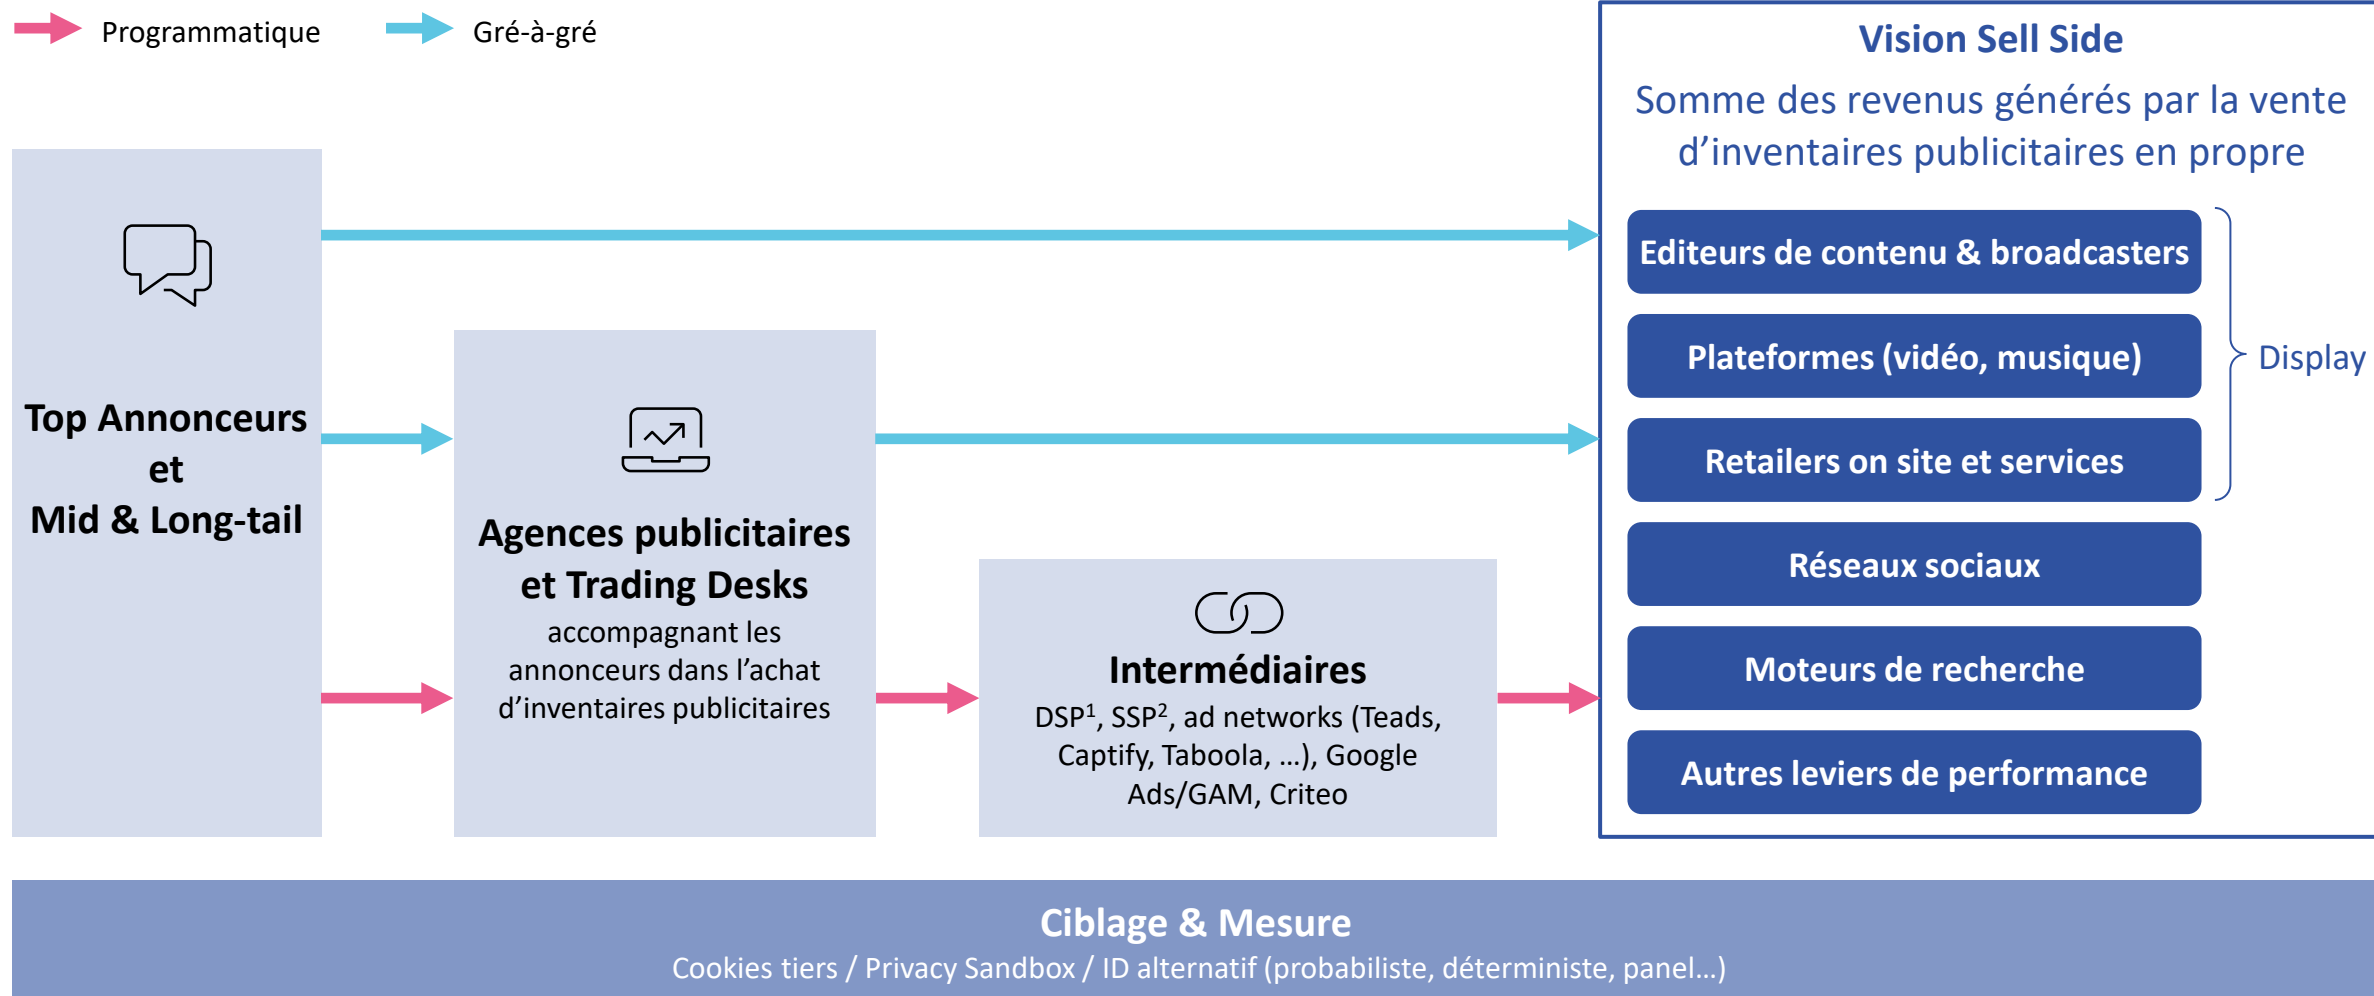 Programmatique
Gré-à-gré
Top Annonceurs
et
Mid & Long-tail
Agences publicitaires
et Trading Desks
accompagnant les
annonceurs dans l’achat
d’inventaires publicitaires
Intermédiaires
DSP¹, SSP², ad networks (Teads,
Captify, Taboola, …), Google
Ads/GAM, Criteo
Vision Sell Side
Somme des revenus générés par la vente
d’inventaires publicitaires en propre
Editeurs de contenu & broadcasters
Plateformes (vidéo, musique)
Retailers on site et services
Display
Réseaux sociaux
Moteurs de recherche
Autres leviers de performance
Ciblage & Mesure
Cookies tiers / Privacy Sandbox / ID alternatif (probabiliste, déterministe, panel…)